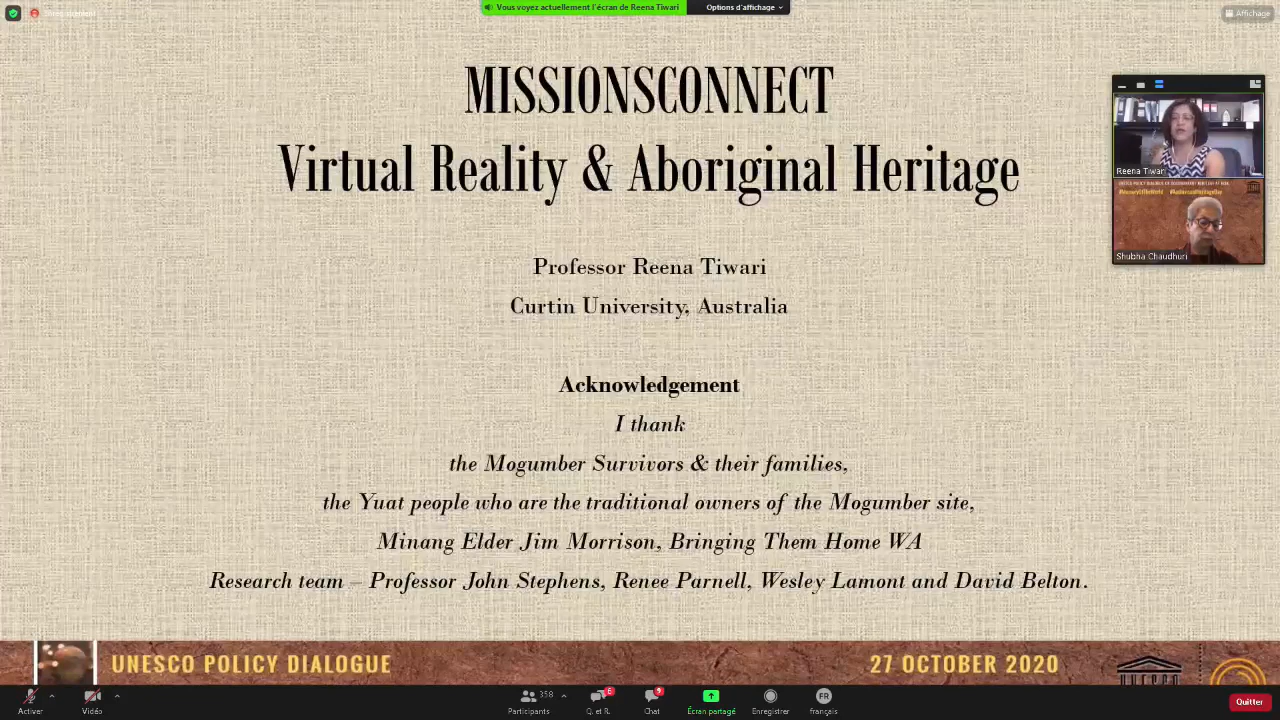 Vous voyez actuellement l'écran de Reena Tiwari
Options d'affichage
Affichage
MISSIONSCONNECT
Virtual Reality & Aboriginal Heritage
Professor Reena Tiwari
Curtin University, Australia
Acknowledgement
I thank
the Mogumber Survivors & their families,
the Yuat people who are the traditional owners of the Mogumber site,
Minang Elder Jim Morrison, Bringing Them Home WA
Research team – Professor John Stephens, Renee Parnell, Wesley Lamont and David Belton.
Reena Tiwari
Shubha Chaudhuri
UNESCO POLICY DIALOGUE
27 OCTOBER 2020
Activer
Vidéo
358
Participants
6
Q. et R.
9
Chat
Écran partagé
Enregistrer
FR
français
Quitter